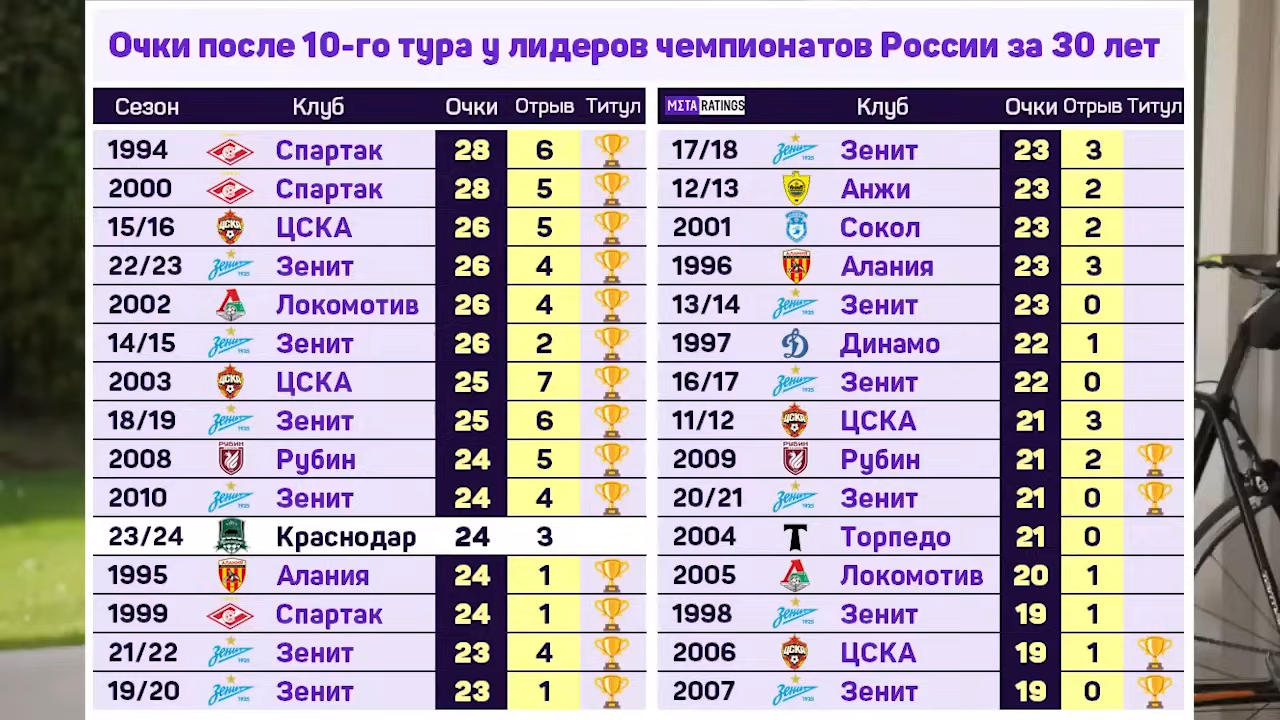 Очки после 10-го тура у лидеров чемпионатов России за 30 лет
Сезон Клуб Очки Отрыв Титул
1994 Спартак 28 6
2000 Спартак 28 5
15/16 ЦСКА 26 5
22/23 Зенит 26 4
2002 Локомотив 26 4
14/15 Зенит 26 2
2003 ЦСКА 25 7
18/19 Зенит 25 6
2008 Рубин 24 5
2010 Зенит 24 4
23/24 Краснодар 24 3
1995 Алания 24 1
1999 Спартак 24 1
21/22 Зенит 23 4
19/20 Зенит 23 1
МΣТА RATINGS Клуб Очки Отрыв Титул
17/18 Зенит 23 3
12/13 Анжи 23 2
2001 Сокол 23 2
1996 Алания 23 3
13/14 Зенит 23 0
1997 Динамо 22 1
16/17 Зенит 22 0
11/12 ЦСКА 21 3
2009 Рубин 21 2
20/21 Зенит 21 0
2004 Торпедо 21 0
2005 Локомотив 20 1
1998 Зенит 19 1
2006 ЦСКА 19 1
2007 Зенит 19 0